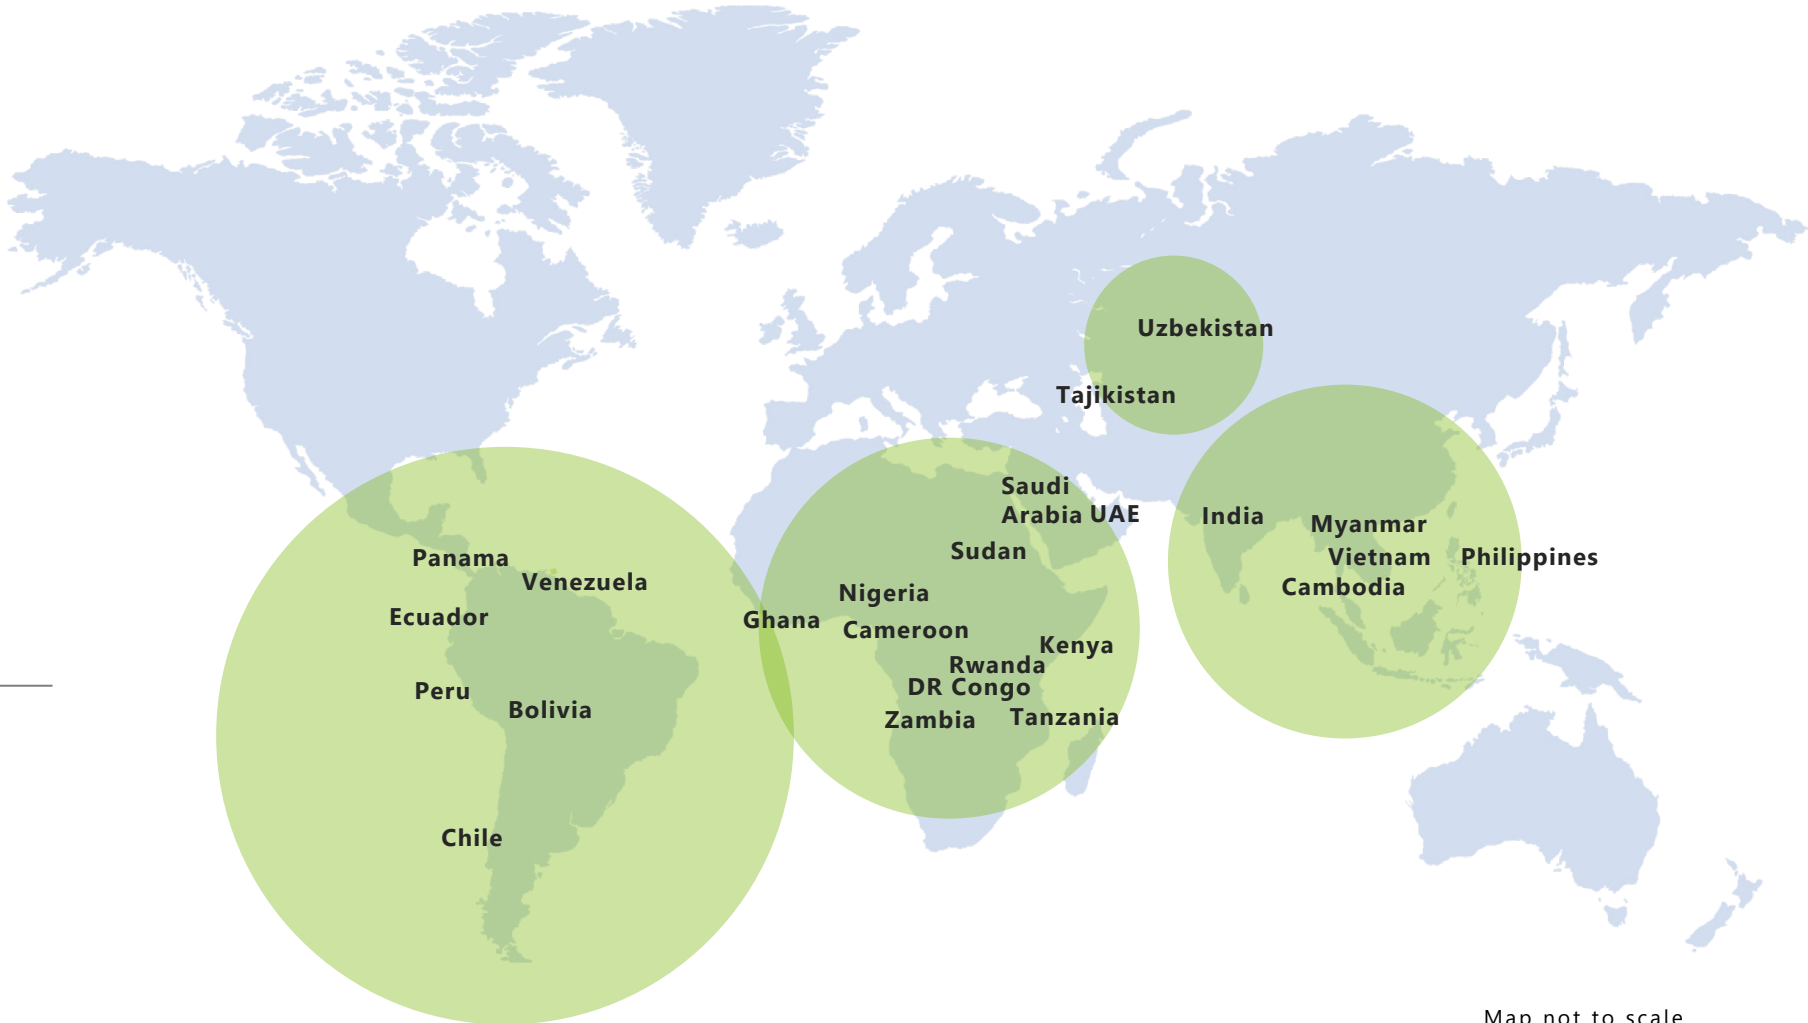 Uzbekistan
Tajikistan
Saudi
Arabia UAE
India
Myanmar
Sudan
Vietnam
Philippines
Panama
Venezuela
Cambodia
Nigeria
Ecuador
Ghana
Cameroon
Kenya
Rwanda
DR Congo
Peru
Bolivia
Zambia
Tanzania
Chile
Map not to scale